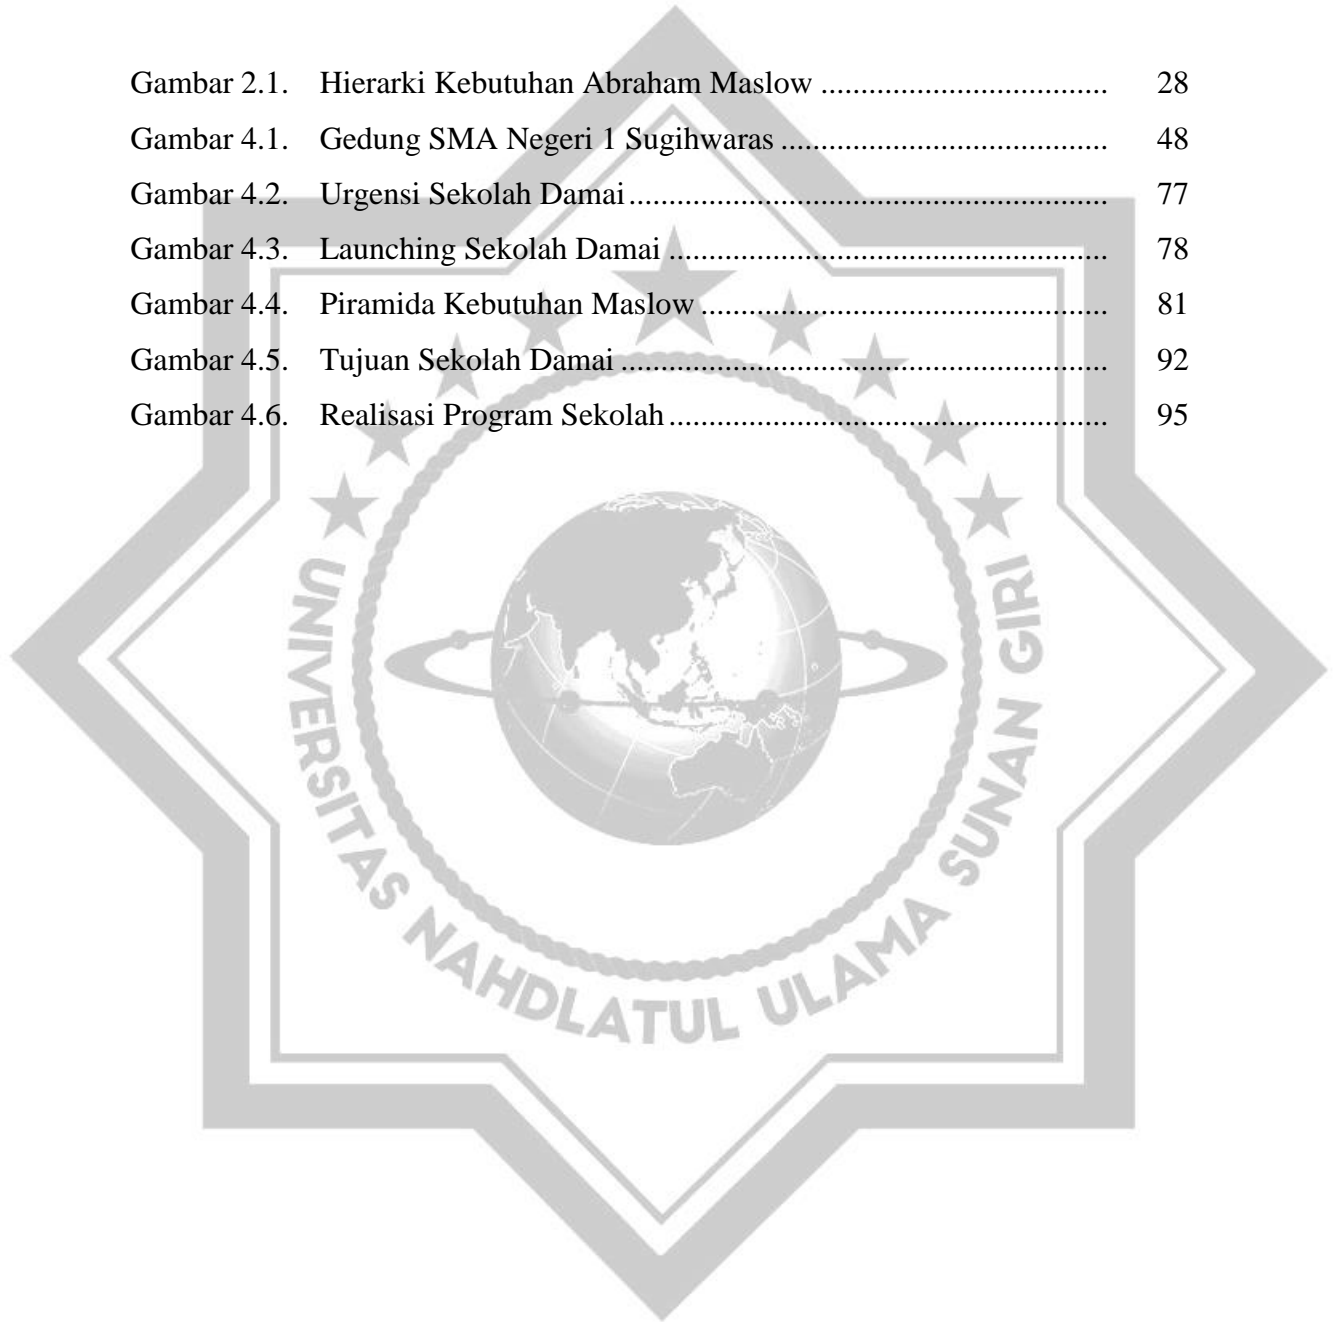 Gambar 2.1. Hierarki Kebutuhan Abraham Maslow ................................... 28
Gambar 4.1. Gedung SMA Negeri 1 Sugihwaras ........................................ 48
Gambar 4.2. Urgensi Sekolah Damai .......................................................... 77
Gambar 4.3. Launching Sekolah Damai ..................................................... 78
Gambar 4.4. Piramida Kebutuhan Maslow ................................................. 81
Gambar 4.5. Tujuan Sekolah Damai ........................................................... 92
Gambar 4.6. Realisasi Program Sekolah ..................................................... 95
UNIVERSITAS NAHDLATUL ULAMA SUNAN GIRI